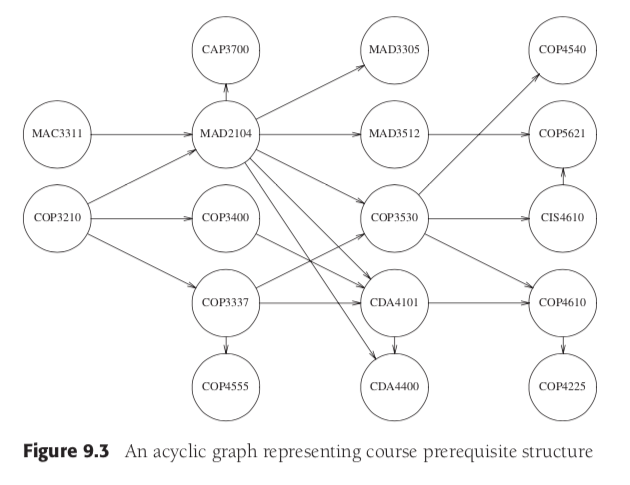 CAP3700 MAD3305 COP4540
MAC3311 MAD2104 MAD3512 COP5621
COP3210 COP3400 COP3530 CIS4610
COP3337 CDA4101 COP4610
COP4555 CDA4400 COP4225
Figure 9.3 An acyclic graph representing course prerequisite structure